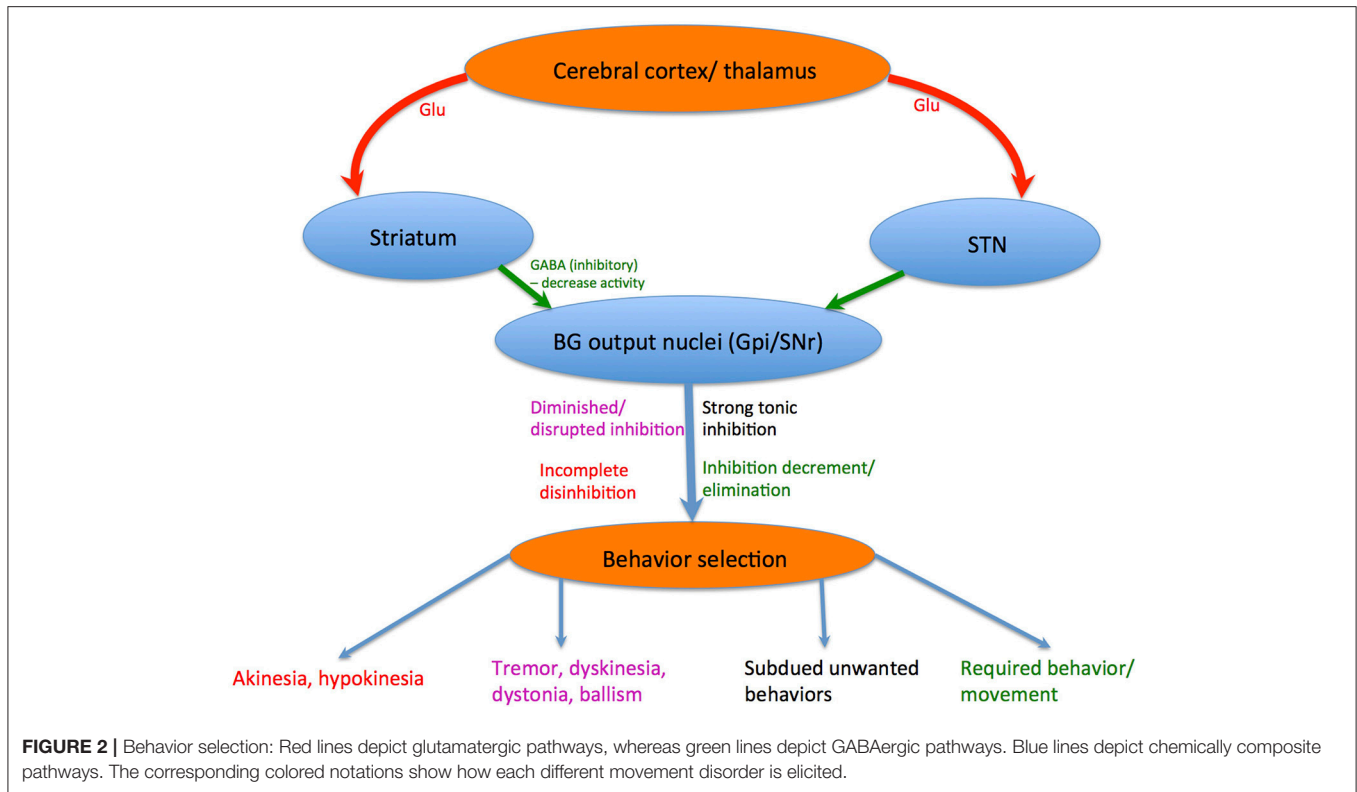 Cerebral cortex/ thalamus
Glu
Glu
Striatum
STN
GABA (inhibitory)
– decrease activity
BG output nuclei (Gpi/SNr)
Diminished/
disrupted inhibition
Strong tonic
inhibition
Incomplete
disinhibition
Inhibition decrement/
elimination
Behavior selection
Akinesia, hypokinesia
Tremor, dyskinesia,
dystonia, ballism
Subdued unwanted
behaviors
Required behavior/
movement
FIGURE 2 | Behavior selection: Red lines depict glutamatergic pathways, whereas green lines depict GABAergic pathways. Blue lines depict chemically composite
pathways. The corresponding colored notations show how each different movement disorder is elicited.